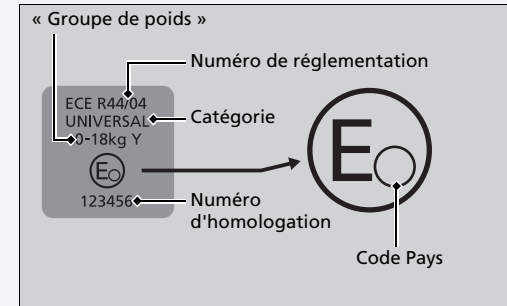 « Groupe de poids »
Numéro de réglementation
ECE R44/04
UNIVERSAL
Catégorie
0-18kg Y
E
E
123456
Numéro
d'homologation
Code Pays